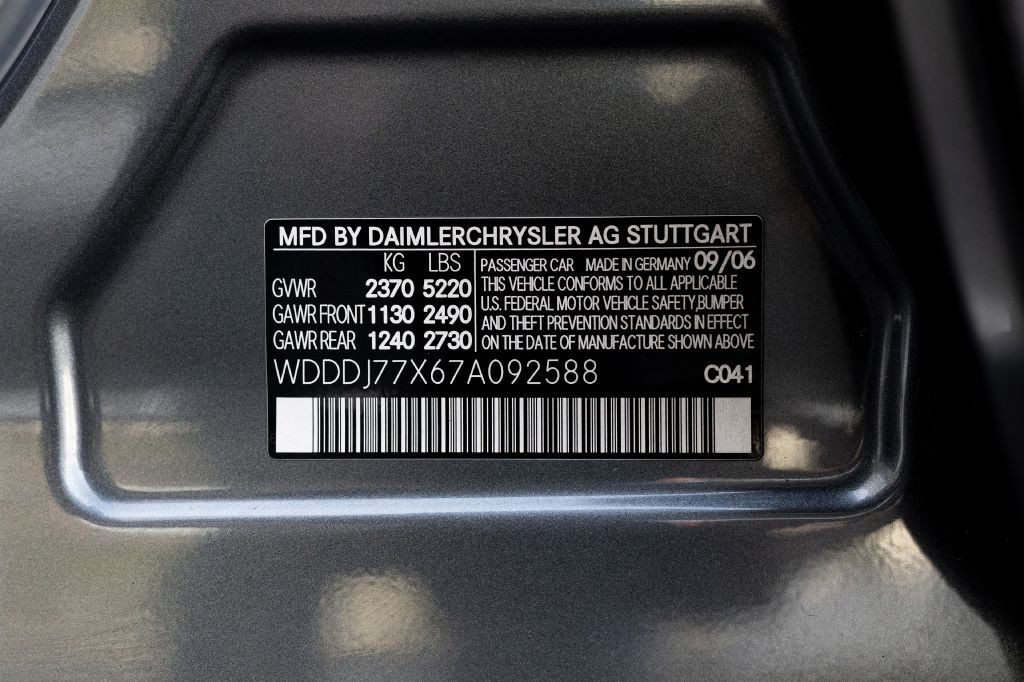 MFD BY DAIMLERCHRYSLER AG STUTTGART
KG LBS
GVWR 2370 5220
GAWR FRONT 1130 2490
GAWR REAR 1240 2730
PASSENGER CAR MADE IN GERMANY 09/06
THIS VEHICLE CONFORMS TO ALL APPLICABLE
U.S. FEDERAL MOTOR VEHICLE SAFETY, BUMPER
AND THEFT PREVENTION STANDARDS IN EFFECT
ON THE DATE OF MANUFACTURE SHOWN ABOVE
WDDDJ77X67A092588 C041